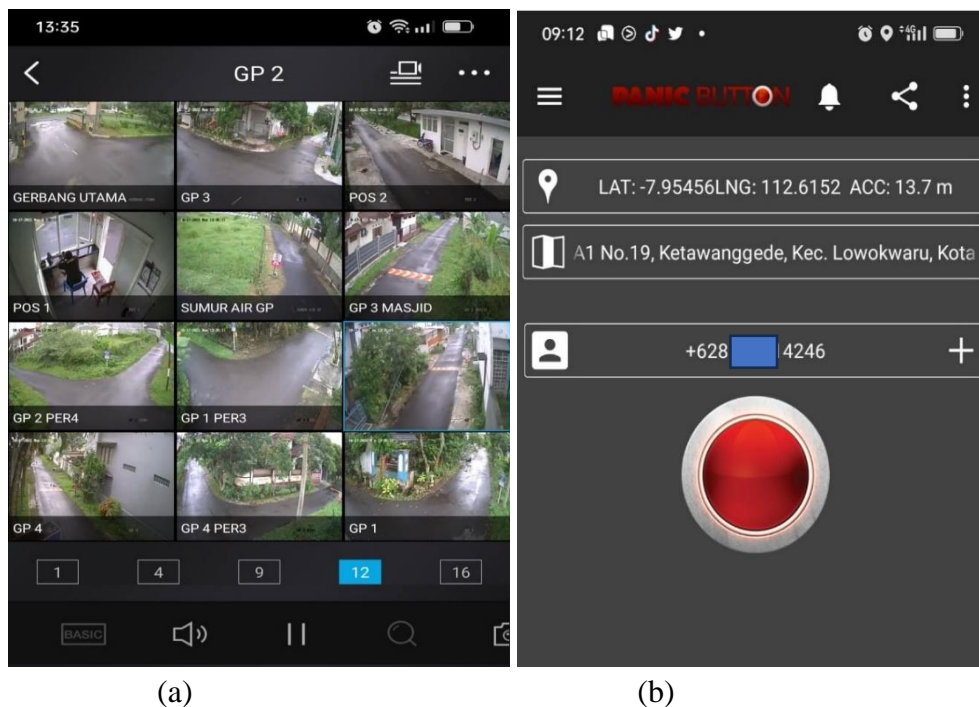 13:35
GP 2
GERBANG UTAMA
GP 3
POS 2
POS 1
SUMUR AIR GP
GP 3 MASJID
GP 2 PER4
GP 1 PER3
GP 4
GP 4 PER3
GP 1
1 4 9 12 16
BASIC
(a)
09:12
4G
PANIC BUTTON
LAT: -7.95456LNG: 112.6152 ACC: 13.7 m
A1 No.19, Ketawanggede, Kec. Lowokwaru, Kota
+628 4246
(b)